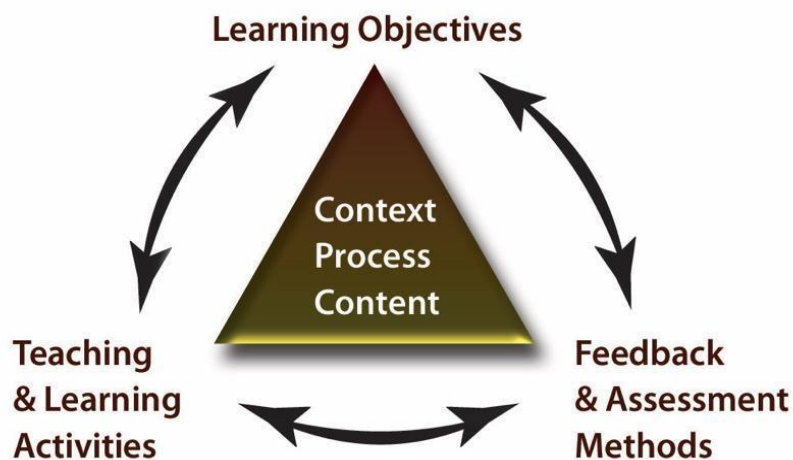 Learning Objectives
Context
Process
Content
Teaching
& Learning
Activities
Feedback
& Assessment
Methods